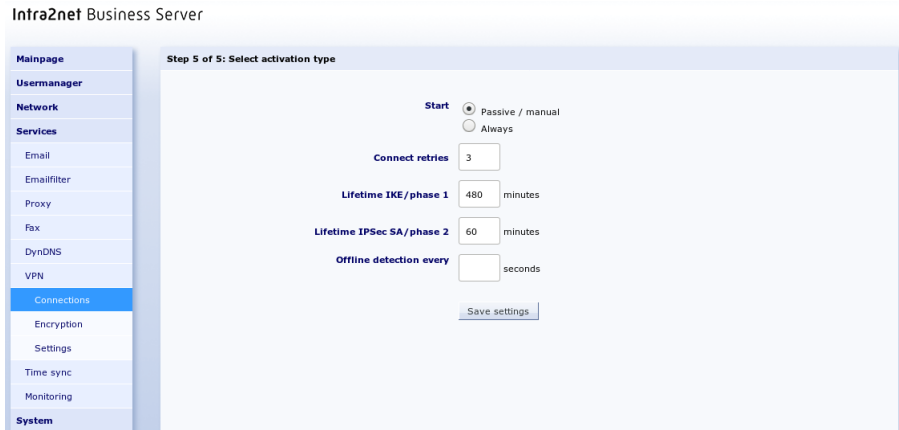 Intra2net Business Server
Mainpage
Usermanager
Network
Services
Email
Emailfilter
Proxy
Fax
DynDNS
VPN
Connections
Encryption
Settings
Time sync
Monitoring
System
Step 5 of 5: Select activation type
Start Passive / manual
Always
Connect retries 3
Lifetime IKE/phase 1 480 minutes
Lifetime IPSec SA/phase 2 60 minutes
Offline detection every seconds
Save settings